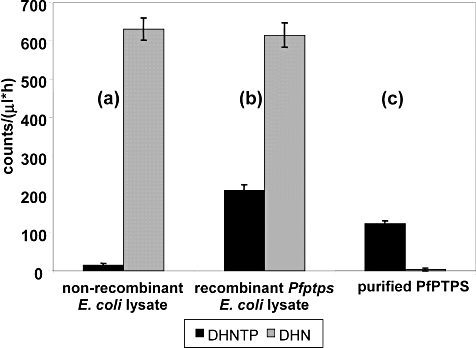 700
600
500
400
300
200
100
0
counts/(µl*h)
(a)
(b)
(c)
non-recombinant
E. coli lysate
recombinant Pfptps
E. coli lysate
purified PfPTPS
DHNTP
DHN